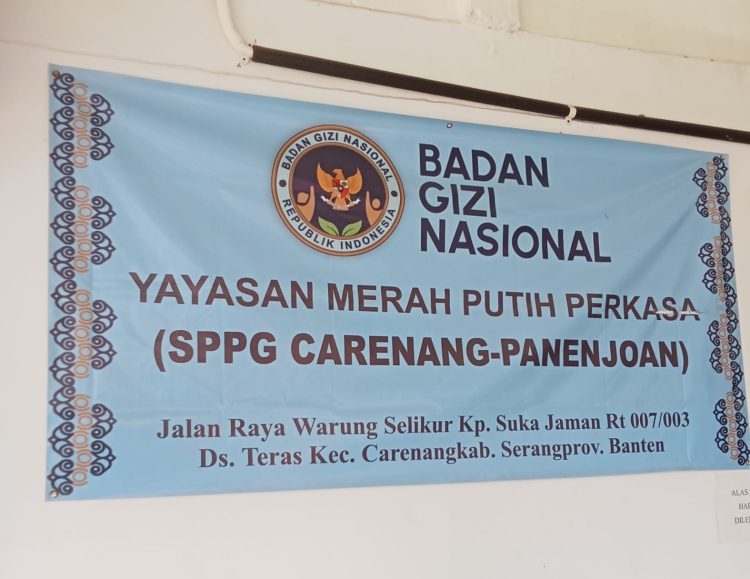 BADAN GIZI NASIONAL
REPUBLIK INDONESIA
BADAN
GIZI
NASIONAL
YAYASAN MERAH PUTIH PERKASA
(SPPG CARENANG-PANENJOAN)
Jalan Raya Warung Selikur Kp. Suka Jaman Rt 007/003
Ds. Teras Kec. Carenangkab. Serangprov. Banten
ALAS